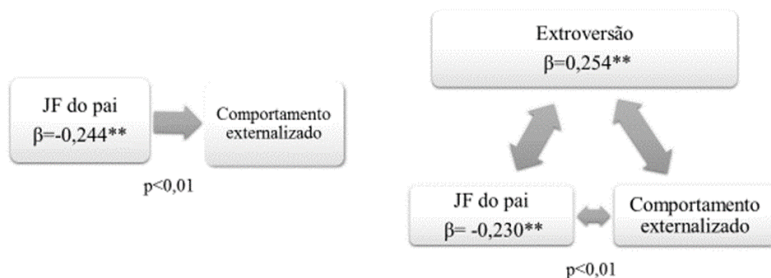 JF do pai
β=-0,244**
Comportamento
externalizado
p<0,01
Extroversão
β=0,254**
JF do pai
β= -0,230**
Comportamento
externalizado
p<0,01